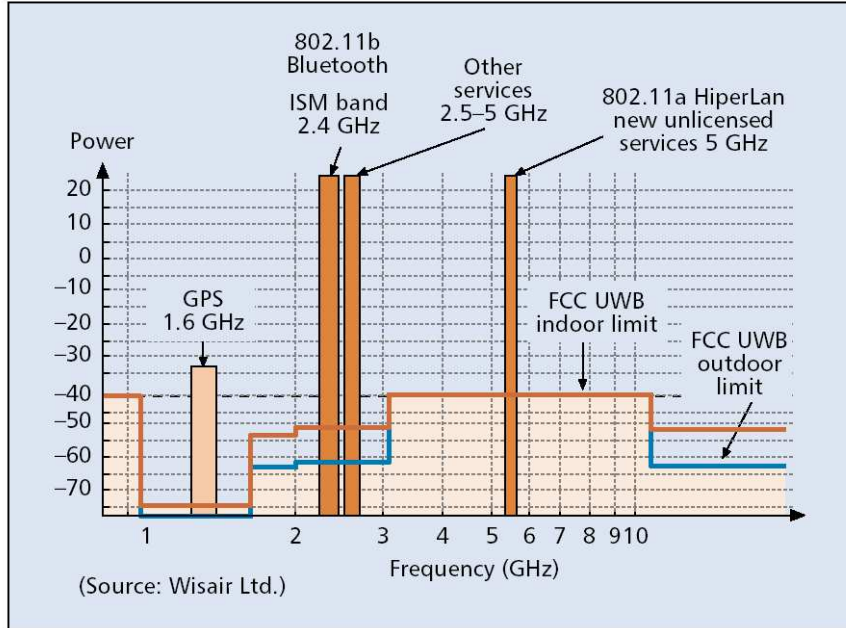 802.11b
Bluetooth
ISM band
2.4 GHz
Other
services
2.5–5 GHz
802.11a HiperLan
new unlicensed
services 5 GHz
Power
20
10
0
–10
–20
–30
–40
–50
–60
–70
GPS
1.6 GHz
FCC UWB
indoor limit
FCC UWB
outdoor
limit
1 2 3 4 5 6 7 8 9 10
Frequency (GHz)
(Source: Wisair Ltd.)